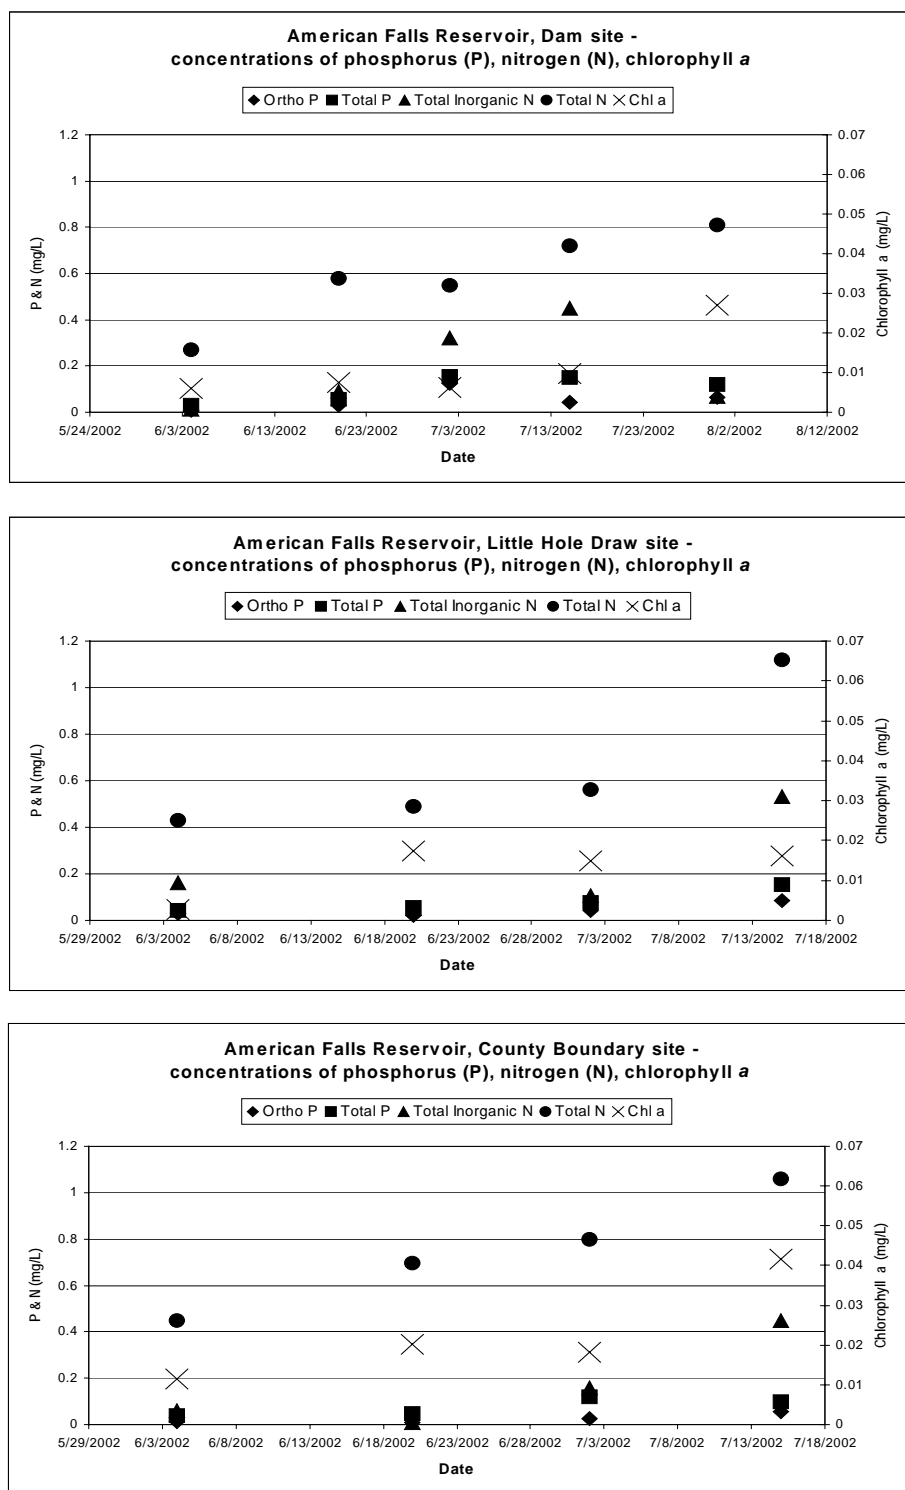 American Falls Reservoir, Dam site -
concentrations of phosphorus (P), nitrogen (N), chlorophyll a
Ortho P Total P Total Inorganic N Total N Chl a
1.2
1
0.8
0.6
0.4
0.2
0
P & N (mg/L)
0.07
0.06
0.05
0.04
0.03
0.02
0.01
0
Chlorophyll a (mg/L)
5/24/2002 6/3/2002 6/13/2002 6/23/2002 7/3/2002 7/13/2002 7/23/2002 8/2/2002 8/12/2002
Date
American Falls Reservoir, Little Hole Draw site -
concentrations of phosphorus (P), nitrogen (N), chlorophyll a
Ortho P Total P Total Inorganic N Total N Chl a
1.2
1
0.8
0.6
0.4
0.2
0
P & N (mg/L)
0.07
0.06
0.05
0.04
0.03
0.02
0.01
0
Chlorophyll a (mg/L)
5/29/2002 6/3/2002 6/8/2002 6/13/2002 6/18/2002 6/23/2002 6/28/2002 7/3/2002 7/8/2002 7/13/2002 7/18/2002
Date
American Falls Reservoir, County Boundary site -
concentrations of phosphorus (P), nitrogen (N), chlorophyll a
Ortho P Total P Total Inorganic N Total N Chl a
1.2
1
0.8
0.6
0.4
0.2
0
P & N (mg/L)
0.07
0.06
0.05
0.04
0.03
0.02
0.01
0
Chlorophyll a (mg/L)
5/29/2002 6/3/2002 6/8/2002 6/13/2002 6/18/2002 6/23/2002 6/28/2002 7/3/2002 7/8/2002 7/13/2002 7/18/2002
Date